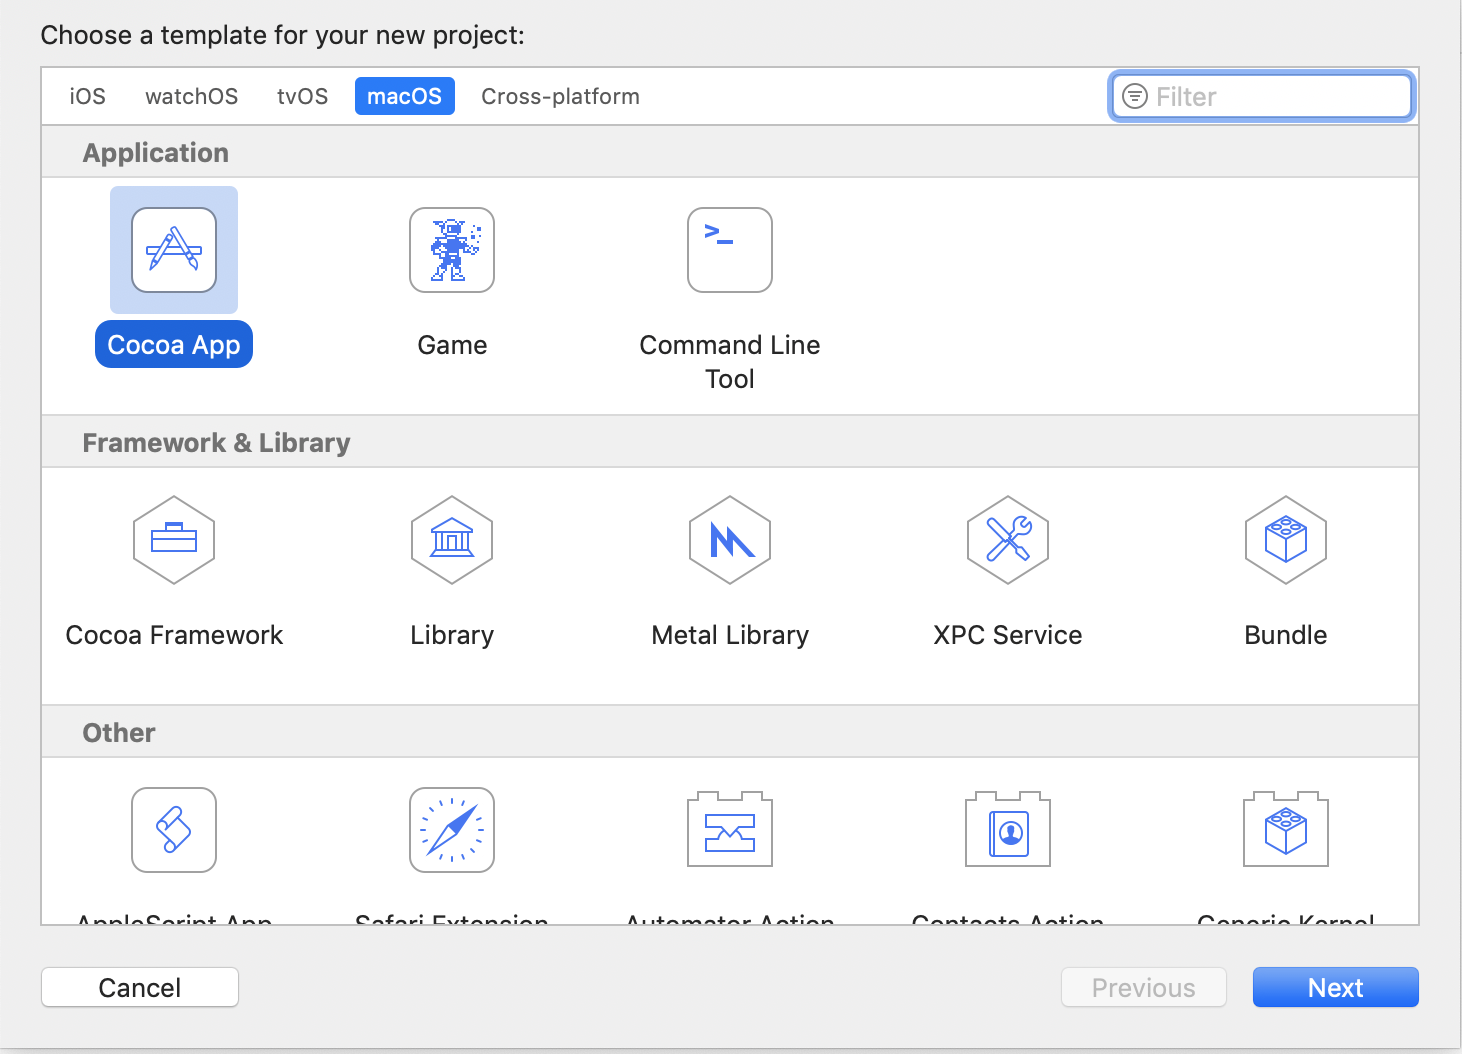 Choose a template for your new project:
iOS watchOS tvOS macOS Cross-platform Filter
Application
Cocoa App Game Command Line
Tool
Framework & Library
Cocoa Framework Library Metal Library XPC Service Bundle
Other
AppleScript App Safari Extension Automator Action Contacts Action Generic Kernel
Cancel Previous Next